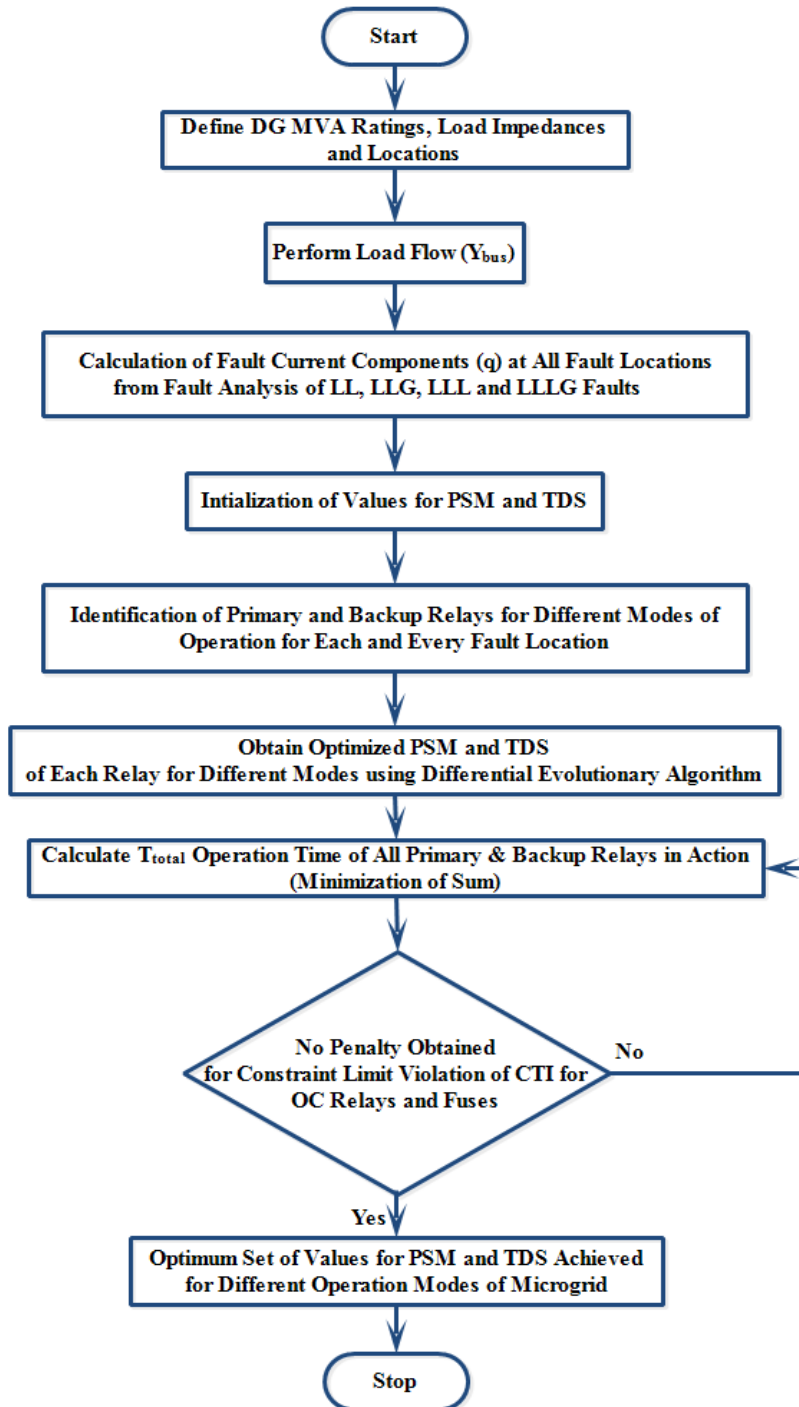 Start
Define DG MVA Ratings, Load Impedances
and Locations
Perform Load Flow (Ybus)
Calculation of Fault Current Components (q) at All Fault Locations
from Fault Analysis of LL, LLG, LLL and LLLG Faults
Intialization of Values for PSM and TDS
Identification of Primary and Backup Relays for Different Modes of
Operation for Each and Every Fault Location
Obtain Optimized PSM and TDS
of Each Relay for Different Modes using Differential Evolutionary Algorithm
Calculate Ttotal Operation Time of All Primary & Backup Relays in Action
(Minimization of Sum)
No Penalty Obtained
for Constraint Limit Violation of CTI for
OC Relays and Fuses
No
Yes
Optimum Set of Values for PSM and TDS Achieved
for Different Operation Modes of Microgrid
Stop